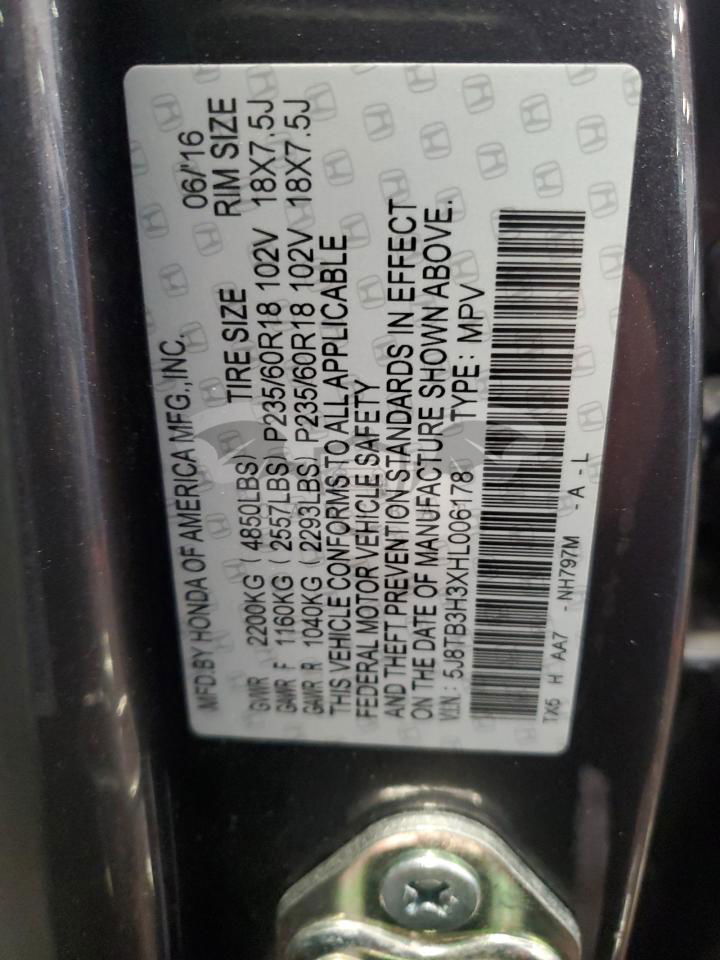 MFD.BY HONDA OF AMERICA MFG.,INC. 06/'16
GVWR 2200KG (4850LBS) TIRE SIZE RIM SIZE
GAWR F 1160KG (2557LBS) P235/60R18 102V 18X7.5J
GAWR R 1040KG (2293LBS) P235/60R18 102V 18X7.5J
THIS VEHICLE CONFORMS TO ALL APPLICABLE
FEDERAL MOTOR VEHICLE SAFETY
AND THEFT PREVENTION STANDARDS IN EFFECT
ON THE DATE OF MANUFACTURE SHOWN ABOVE.
V.I.N.: 5J8TB3H3XHL006178 TYPE: MPV
TX5 H AA7 -NH797M -A-L